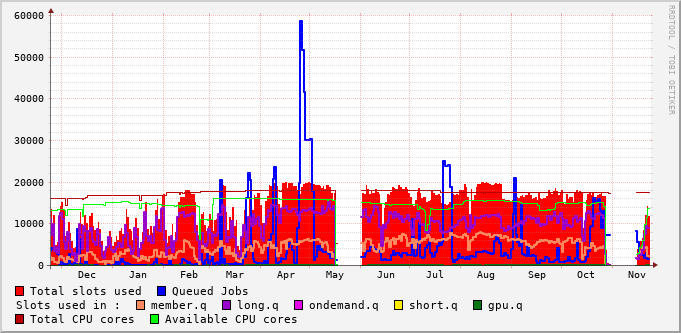 60000
50000
40000
30000
20000
10000
0
Dec Jan Feb Mar Apr May Jun Jul Aug Sep Oct Nov
RRDTOOL / TOBI OETIKER
Total slots used Queued Jobs
Slots used in : member.q long.q ondemand.q short.q gpu.q
Total CPU cores Available CPU cores